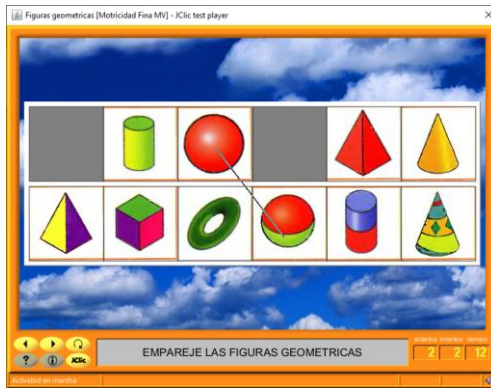 Figuras geometricas [Motricidad Fina MV] - JClic test player
EMPAREJE LAS FIGURAS GEOMETRICAS
aciertos intentos tiempo
2 2 12
? i JClic
Actividad en marcha